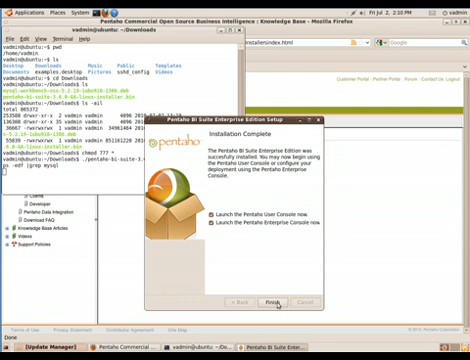 Applications Places System
Fri Jul 2, 2:10 PM vadmin
Pentaho Commercial Open Source Business Intelligence : Knowledge Base - Mozilla Firefox
vadmin@ubuntu: ~/Downloads
File Edit View Terminal Help
vadmin@ubuntu:~$ pwd
/home/vadmin
vadmin@ubuntu:~$ ls
Desktop Downloads Music Public Templates
Documents examples.desktop Pictures sshd_config Videos
vadmin@ubuntu:~$ cd Downloads
vadmin@ubuntu:~/Downloads$ ls
vadmin@ubuntu:~/Downloads$ ls -ail
total 865372
vadmin@ubuntu:~/Downloads$ chmod 777 *
vadmin@ubuntu:~/Downloads$ ./pentaho-bi-suite-3.
ps -edf |grep mysql
Google
Customer Portal Partner Portal Forum Contact Us Logout
Pentaho BI Suite Enterprise Edition Setup
pentaho
Installation Complete
The Pentaho BI Suite Enterprise Edition was
succesfully installed. You may now begin
using the Pentaho User Console or configure your
deployment using the Pentaho Enterprise
Console.
Launch the Pentaho User Console now.
Launch the Pentaho Enterprise Console now.
< Back Finish Cancel
Developer
Pentaho Data Integration
Download FAQ
Knowledge Base Articles
Videos
Support Policies
Terms of Use Privacy Statement Contributor Agreement Site Map
Done
[Update Manager] Pentaho Commercial ... vadmin@ubuntu: ~/Do... Pentaho BI Suite Enter...